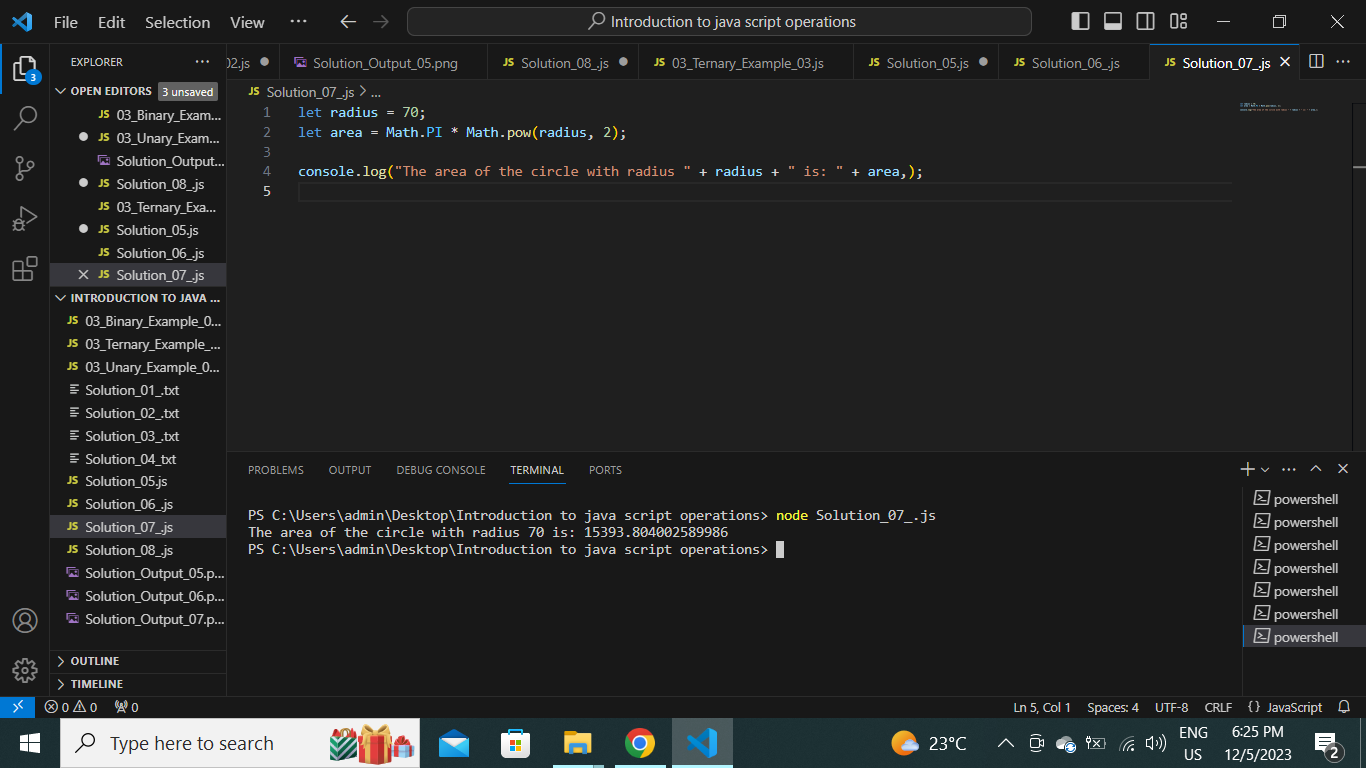 File Edit Selection View ··· Introduction to java script operations
EXPLORER ···
OPEN EDITORS 3 unsaved
JS 03_Binary_Exam...
JS 03_Unary_Exam...
Solution_Output...
JS Solution_08_.js
JS 03_Ternary_Exa...
JS Solution_05.js
JS Solution_06_.js
JS Solution_07_.js
INTRODUCTION TO JAVA ...
JS 03_Binary_Example_0...
JS 03_Ternary_Example_...
JS 03_Unary_Example_0...
Solution_01_.txt
Solution_02_.txt
Solution_03_.txt
Solution_04_txt
JS Solution_05.js
JS Solution_06_.js
JS Solution_07_.js
JS Solution_08_.js
Solution_Output_05.p...
Solution_Output_06.p...
Solution_Output_07.p...
OUTLINE
TIMELINE
3
02.js Solution_Output_05.png JS Solution_08_.js JS 03_Ternary_Example_03.js JS Solution_05.js JS Solution_06_.js JS Solution_07_.js ···
JS Solution_07_.js > ...
1 let radius = 70;
2 let area = Math.PI * Math.pow(radius, 2);
3
4 console.log("The area of the circle with radius " + radius + " is: " + area,);
5
PROBLEMS OUTPUT DEBUG CONSOLE TERMINAL PORTS ···
PS C:\Users\admin\Desktop\Introduction to java script operations> node Solution_07_.js
The area of the circle with radius 70 is: 15393.804002589986
PS C:\Users\admin\Desktop\Introduction to java script operations>
powershell
powershell
powershell
powershell
powershell
powershell
powershell
0 0 0 Ln 5, Col 1 Spaces: 4 UTF-8 CRLF {} JavaScript
Type here to search 23°C ENG 6:25 PM
US 12/5/2023 2